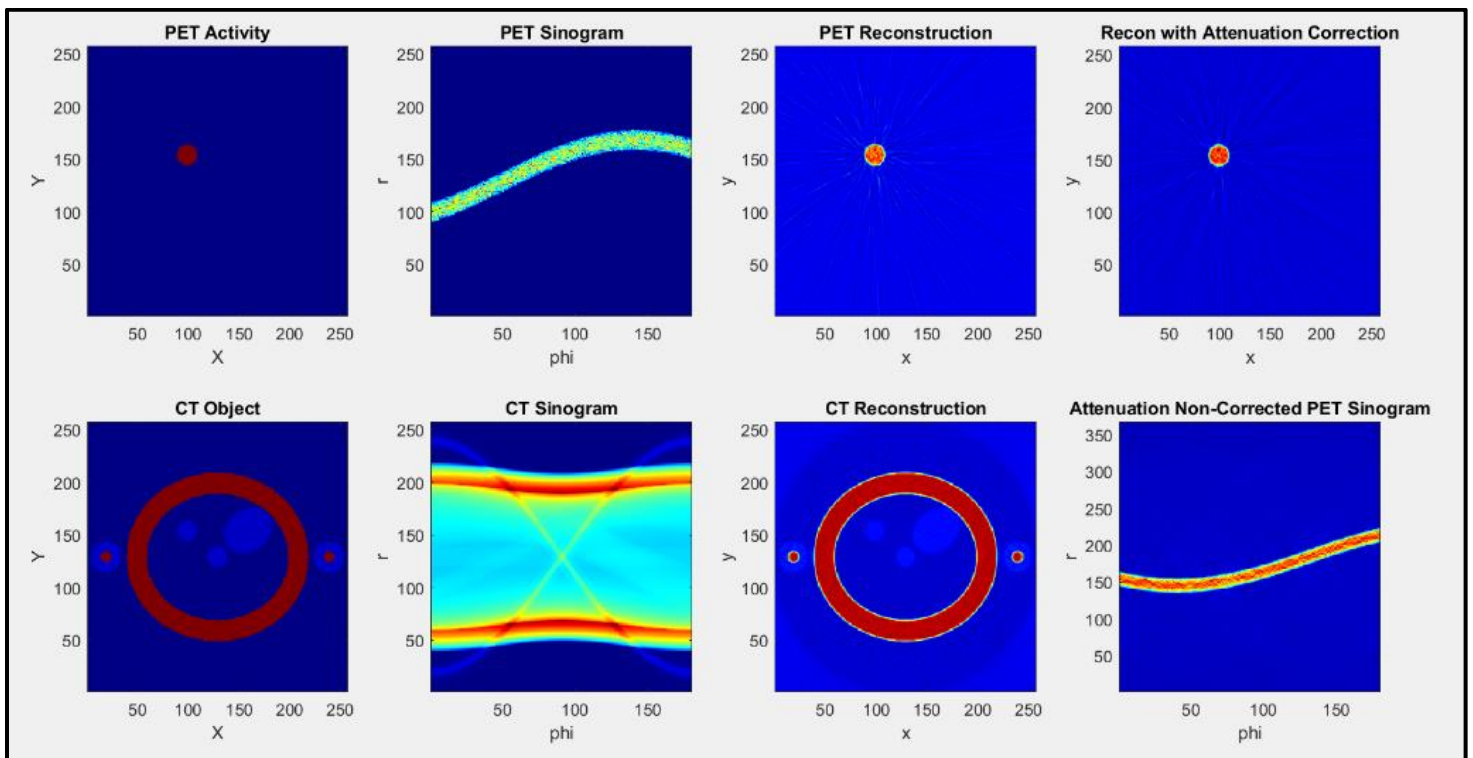 PET Activity
250
200
150
100
50
Y
50 100 150 200 250
X
PET Sinogram
250
200
150
100
50
r
50 100 150
phi
PET Reconstruction
250
200
150
100
50
y
50 100 150 200 250
x
Recon with Attenuation Correction
250
200
150
100
50
y
50 100 150 200 250
x
CT Object
250
200
150
100
50
Y
50 100 150 200 250
X
CT Sinogram
250
200
150
100
50
r
50 100 150
phi
CT Reconstruction
250
200
150
100
50
y
50 100 150 200 250
x
Attenuation Non-Corrected PET Sinogram
350
300
250
200
150
100
50
r
50 100 150
phi